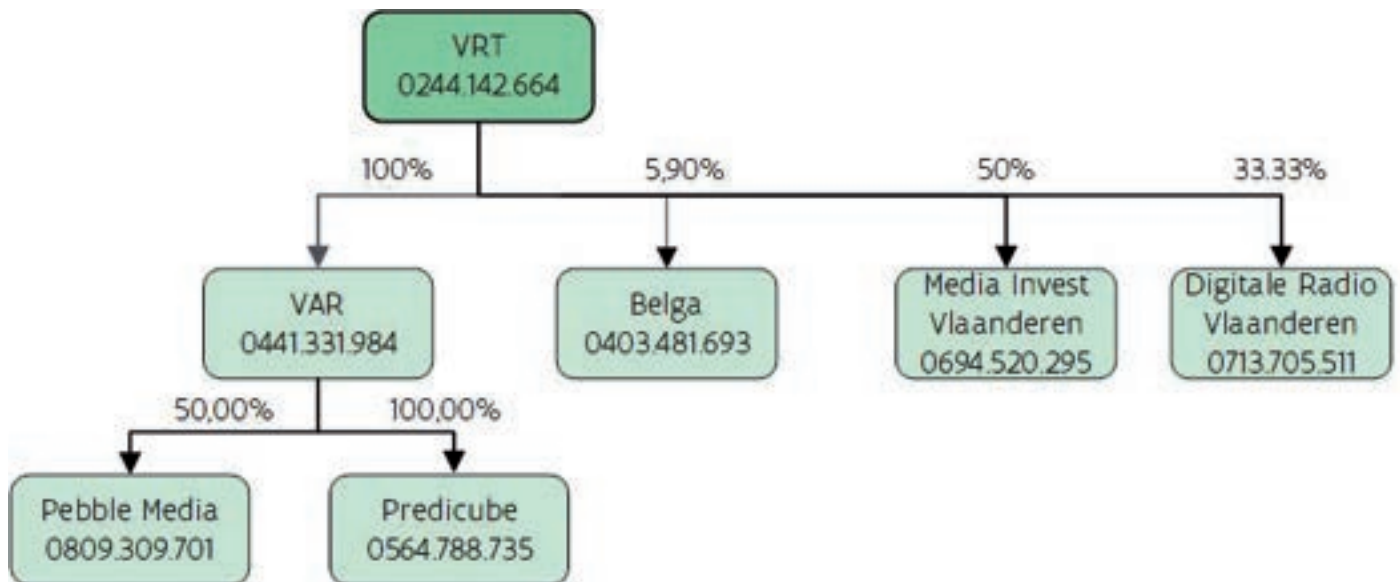 VRT
0244.142.664
100%
5,90%
50%
33.33%
VAR
0441.331.984
Belga
0403.481.693
Media Invest
Vlaanderen
0694.520.295
Digitale Radio
Vlaanderen
0713.705.511
50,00%
100,00%
Pebble Media
0809.309.701
Predicube
0564.788.735